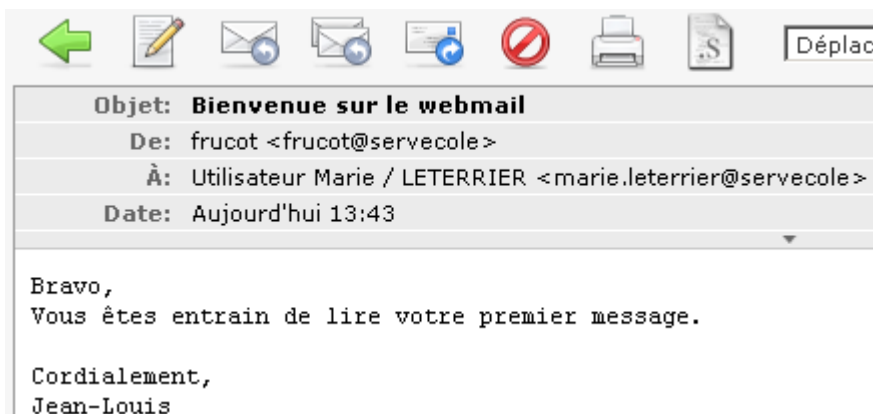 .S
Déplac
Objet: Bienvenue sur le webmail
De: frucot <frucot@servecole>
À: Utilisateur Marie / LETERRIER <marie.leterrier@servecole>
Date: Aujourd'hui 13:43
Bravo,
Vous êtes entrain de lire votre premier message.
Cordialement,
Jean-Louis